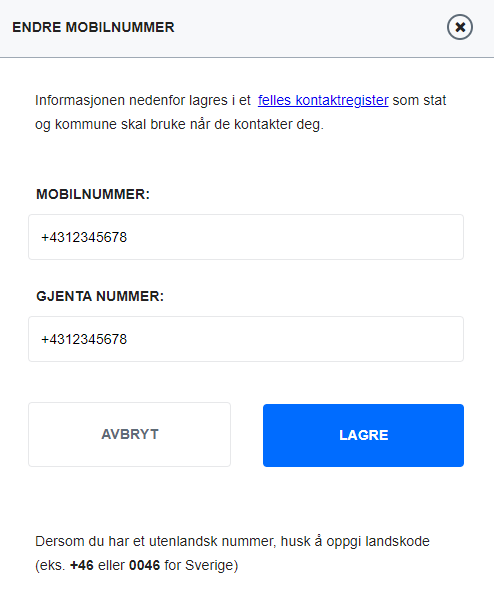 ENDRE MOBILNUMMER
Informasjonen nedenfor lagres i et felles kontaktregister som stat
og kommune skal bruke når de kontakter deg.
MOBILNUMMER:
+4312345678
GJENTA NUMMER:
+4312345678
AVBRYT
LAGRE
Dersom du har et utenlandsk nummer, husk å oppgi landskode
(eks. +46 eller 0046 for Sverige)